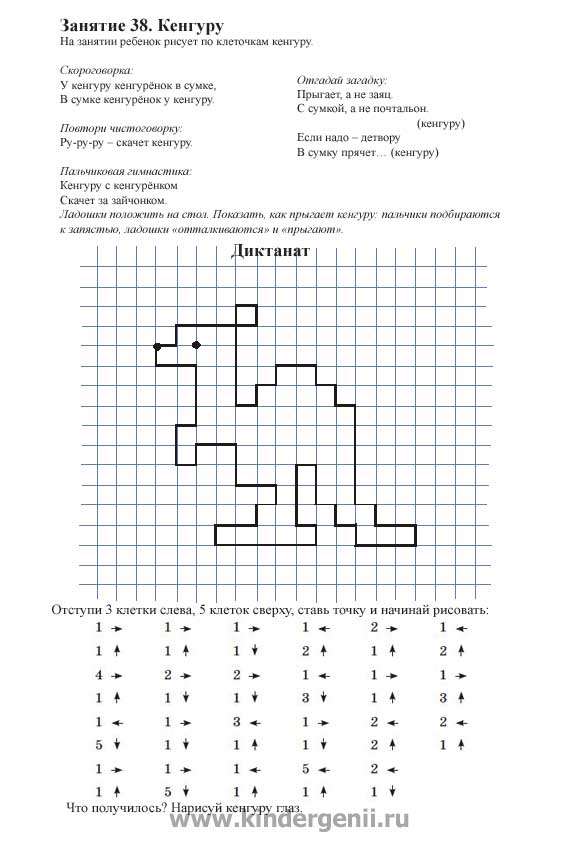 Занятие 38. Кенгуру
На занятии ребенок рисует по клеточкам кенгуру.
Скороговорка:
У кенгуру кенгурёнок в сумке,
В сумке кенгурёнок у кенгуру.
Повтори чистоговорку:
Ру-ру-ру – скачет кенгуру.
Пальчиковая гимнастика:
Кенгуру с кенгурёнком
Скачет за зайчонком.
Отгадай загадку:
Прыгает, а не заяц.
С сумкой, а не почтальон.
(кенгуру)
Если надо – детвору
В сумку прячет… (кенгуру)
Ладошки положить на стол. Показать, как прыгает кенгуру: пальчики подбираются
к запястью, ладошки «отталкиваются» и «прыгают».
Диктанат
Отступи 3 клетки слева, 5 клеток сверху, ставь точку и начинай рисовать:
1 → 1 → 1 → 1 ← 2 → 1 ←
1 ↑ 1 ↑ 1 ↓ 2 ↑ 1 ↑ 2 ↑
4 → 2 → 2 → 1 ← 1 → 1 →
1 ↑ 1 ↓ 1 ↓ 3 ↓ 1 ↑ 3 ↑
1 ← 1 → 3 ← 1 → 2 ← 2 ←
5 ↓ 1 ↓ 1 ↑ 1 ↓ 2 ↑ 1 ↑
1 → 1 → 1 ← 5 ← 2 ←
1 ↑ 5 ↓ 1 ↑ 1 ↑ 1 ↓
Что получилось? Нарисуй кенгуру глаз.
www.kindergenii.ru